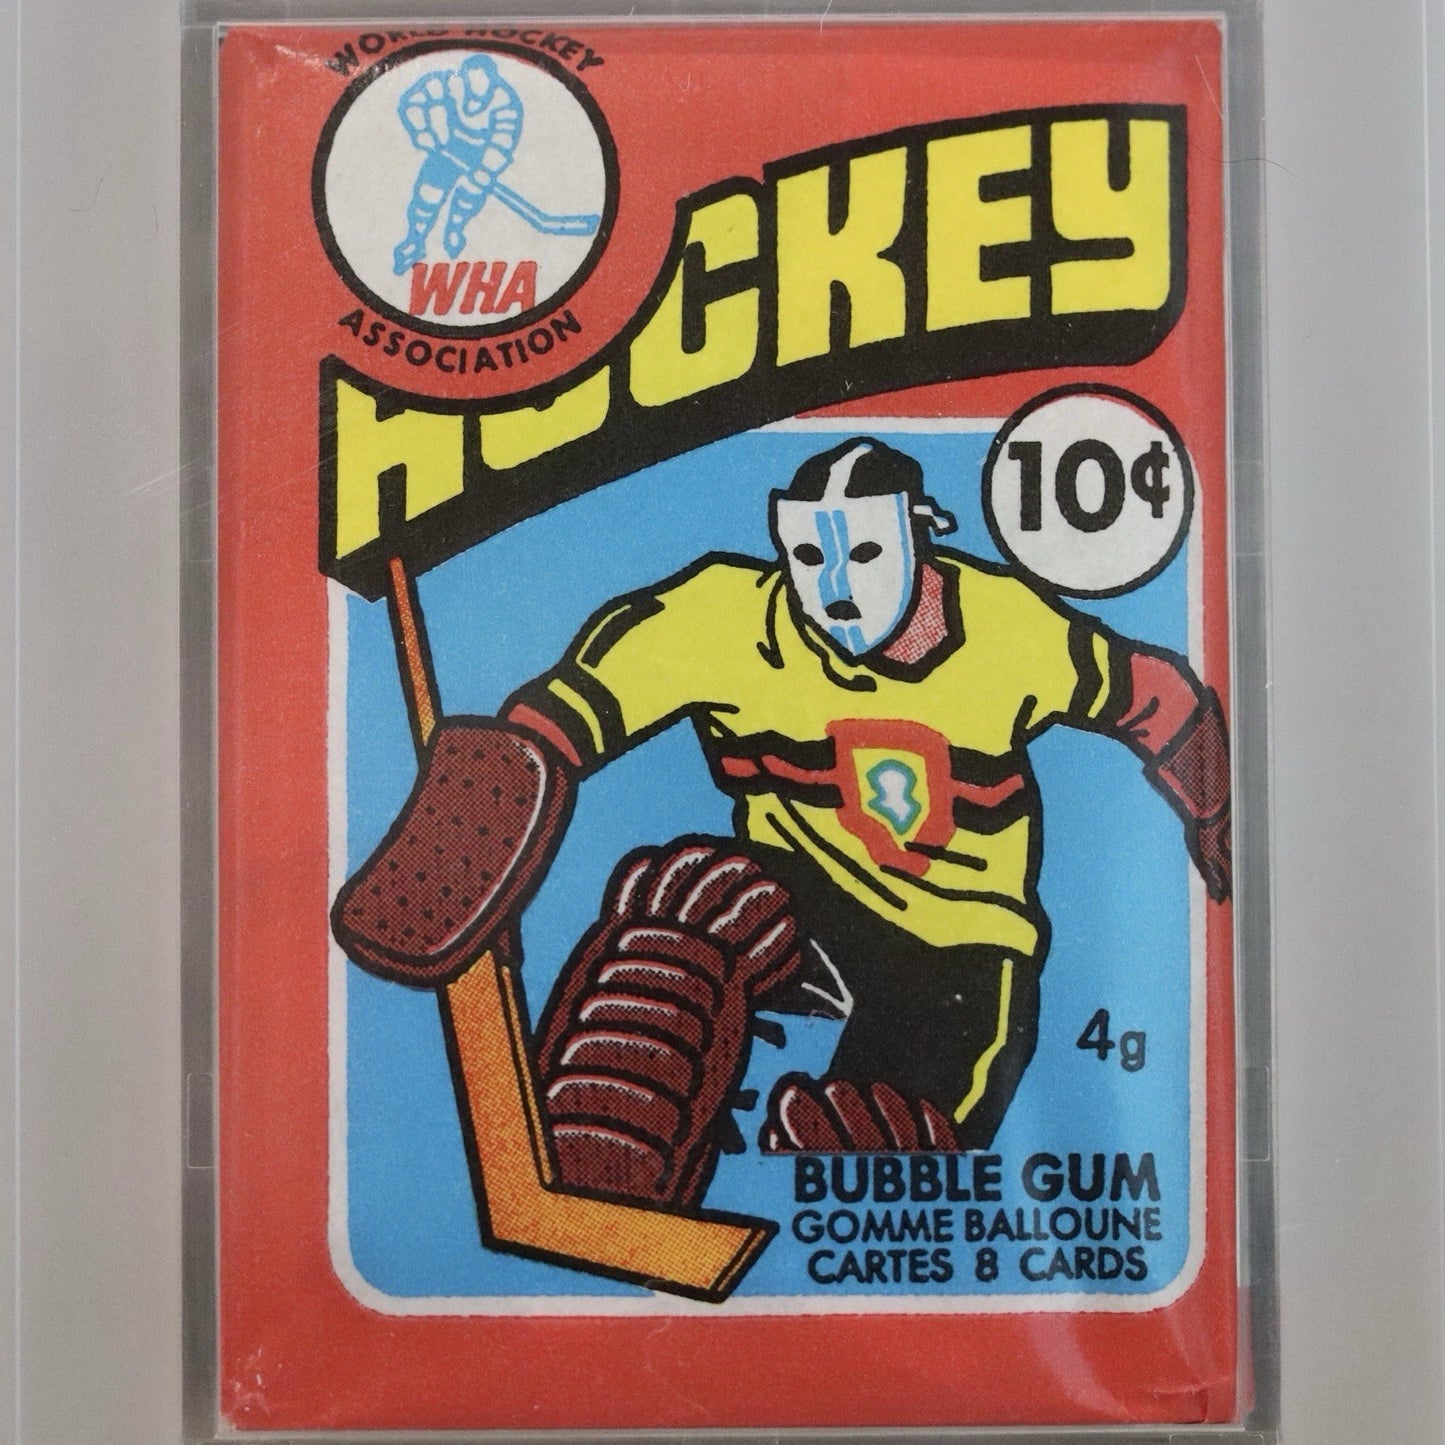 WORLD HOCKEY
WHA
ASSOCIATION
HOCKEY
10¢
4g
BUBBLE GUM
GOMME BALLOUNE
CARTES 8 CARDS